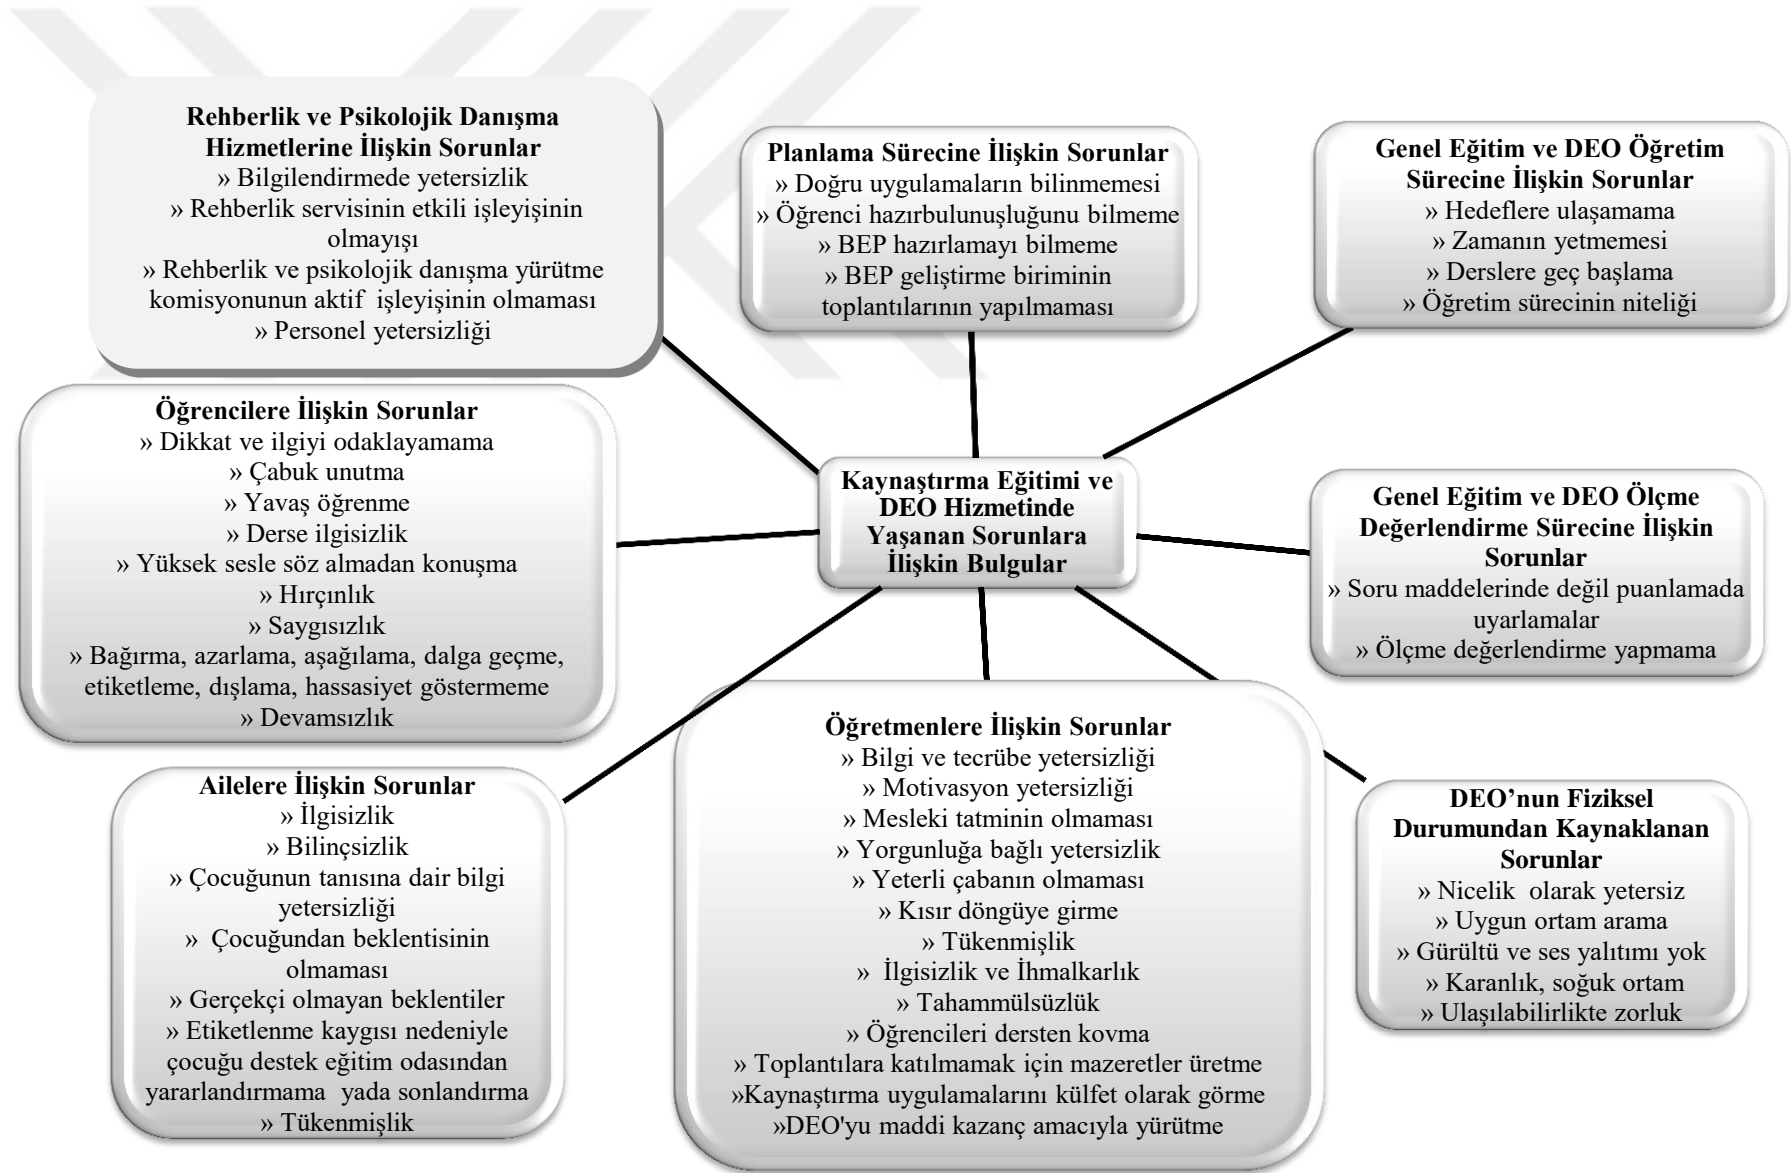 Rehberlik ve Psikolojik Danışma
Hizmetlerine İlişkin Sorunlar
» Bilgilendirmede yetersizlik
» Rehberlik servisinin etkili işleyişinin
olmayışı
» Rehberlik ve psikolojik danışma yürütme
komisyonunun aktif işleyişinin olmaması
» Personel yetersizliği
Planlama Sürecine İlişkin Sorunlar
» Doğru uygulamaların bilinmemesi
» Öğrenci hazırbulunuşluğunu bilmeme
» BEP hazırlamayı bilmeme
» BEP geliştirme biriminin
toplantılarının yapılmaması
Genel Eğitim ve DEO Öğretim
Sürecine İlişkin Sorunlar
» Hedeflere ulaşamama
» Zamanın yetmemesi
» Derslere geç başlama
» Öğretim sürecinin niteliği
Öğrencilere İlişkin Sorunlar
» Dikkat ve ilgiyi odaklayamama
» Çabuk unutma
» Yavaş öğrenme
» Derse ilgisizlik
» Yüksek sesle söz almadan konuşma
» Hırçınlık
» Saygısızlık
» Bağırma, azarlama, aşağılama, dalga geçme,
etiketleme, dışlama, hassasiyet göstermeme
» Devamsızlık
Kaynaştırma Eğitimi ve
DEO Hizmetinde
Yaşanan Sorunlara
İlişkin Bulgular
Genel Eğitim ve DEO Ölçme
Değerlendirme Sürecine İlişkin
Sorunlar
» Soru maddelerinde değil puanlamada
uyarlamalar
» Ölçme değerlendirme yapmama
Ailelere İlişkin Sorunlar
» İlgisizlik
» Bilinçsizlik
» Çocuğunun tanısına dair bilgi
yetersizliği
» Çocuğundan beklentisinin
olmaması
» Gerçekçi olmayan beklentiler
» Etiketlenme kaygısı nedeniyle
çocuğu destek eğitim odasından
yararlandırmama yada sonlandırma
» Tükenmişlik
Öğretmenlere İlişkin Sorunlar
» Bilgi ve tecrübe yetersizliği
» Motivasyon yetersizliği
» Mesleki tatminin olmaması
» Yorgunluğa bağlı yetersizlik
» Yeterli çabanın olmaması
» Kısır döngüye girme
» Tükenmişlik
» İlgisizlik ve İhmalkarlık
» Tahammülsüzlük
» Öğrencileri dersten kovma
» Toplantılara katılmamak için mazeretler üretme
»Kaynaştırma uygulamalarını külfet olarak görme
»DEO'yu maddi kazanç amacıyla yürütme
DEO’nun Fiziksel
Durumundan Kaynaklanan
Sorunlar
» Nicelik olarak yetersiz
» Uygun ortam arama
» Gürültü ve ses yalıtımı yok
» Karanlık, soğuk ortam
» Ulaşılabilirlikte zorluk